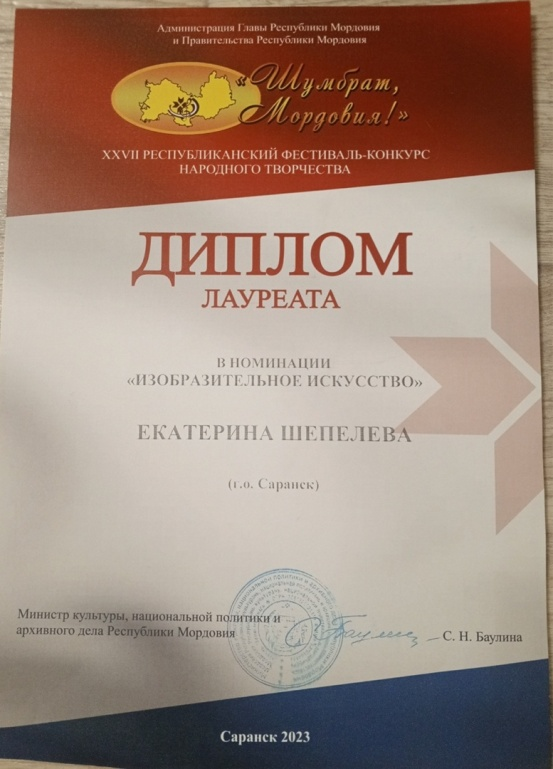 Администрация Главы Республики Мордовия
и Правительства Республики Мордовия
«Шумбрат,
Мордовия!»
XXVII РЕСПУБЛИКАНСКИЙ ФЕСТИВАЛЬ-КОНКУРС
НАРОДНОГО ТВОРЧЕСТВА
ДИПЛОМ
ЛАУРЕАТА
В НОМИНАЦИИ
«ИЗОБРАЗИТЕЛЬНОЕ ИСКУССТВО»
ЕКАТЕРИНА ШЕПЕЛЕВА
(г.о. Саранск)
Министр культуры, национальной политики и
архивного дела Республики Мордовия
С. Н. Баулина
Саранск 2023